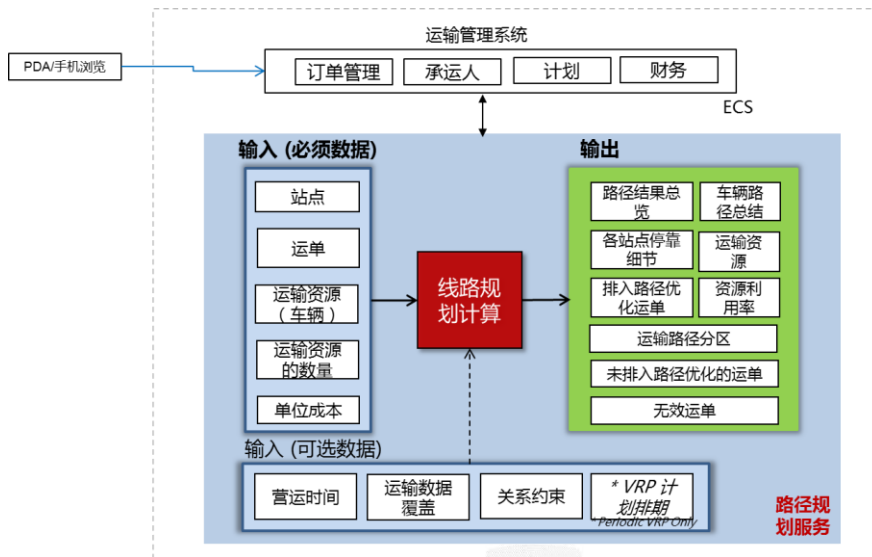 运输管理系统
PDA/手机浏览
订单管理
承运人
计划
财务
ECS
输入 (必须数据)
站点
运单
运输资源
（车辆）
运输资源
的数量
单位成本
线路规
划计算
输出
路径结果总
览
车辆路
径总结
各站点停靠
细节
运输资
源
排入路径优
化运单
资源利
用率
运输路径分区
未排入路径优化的运单
无效运单
输入 (可选数据)
营运时间
运输数据
覆盖
关系约束
* VRP 计
划排期
* Periodic VRP Only
路径规
划服务